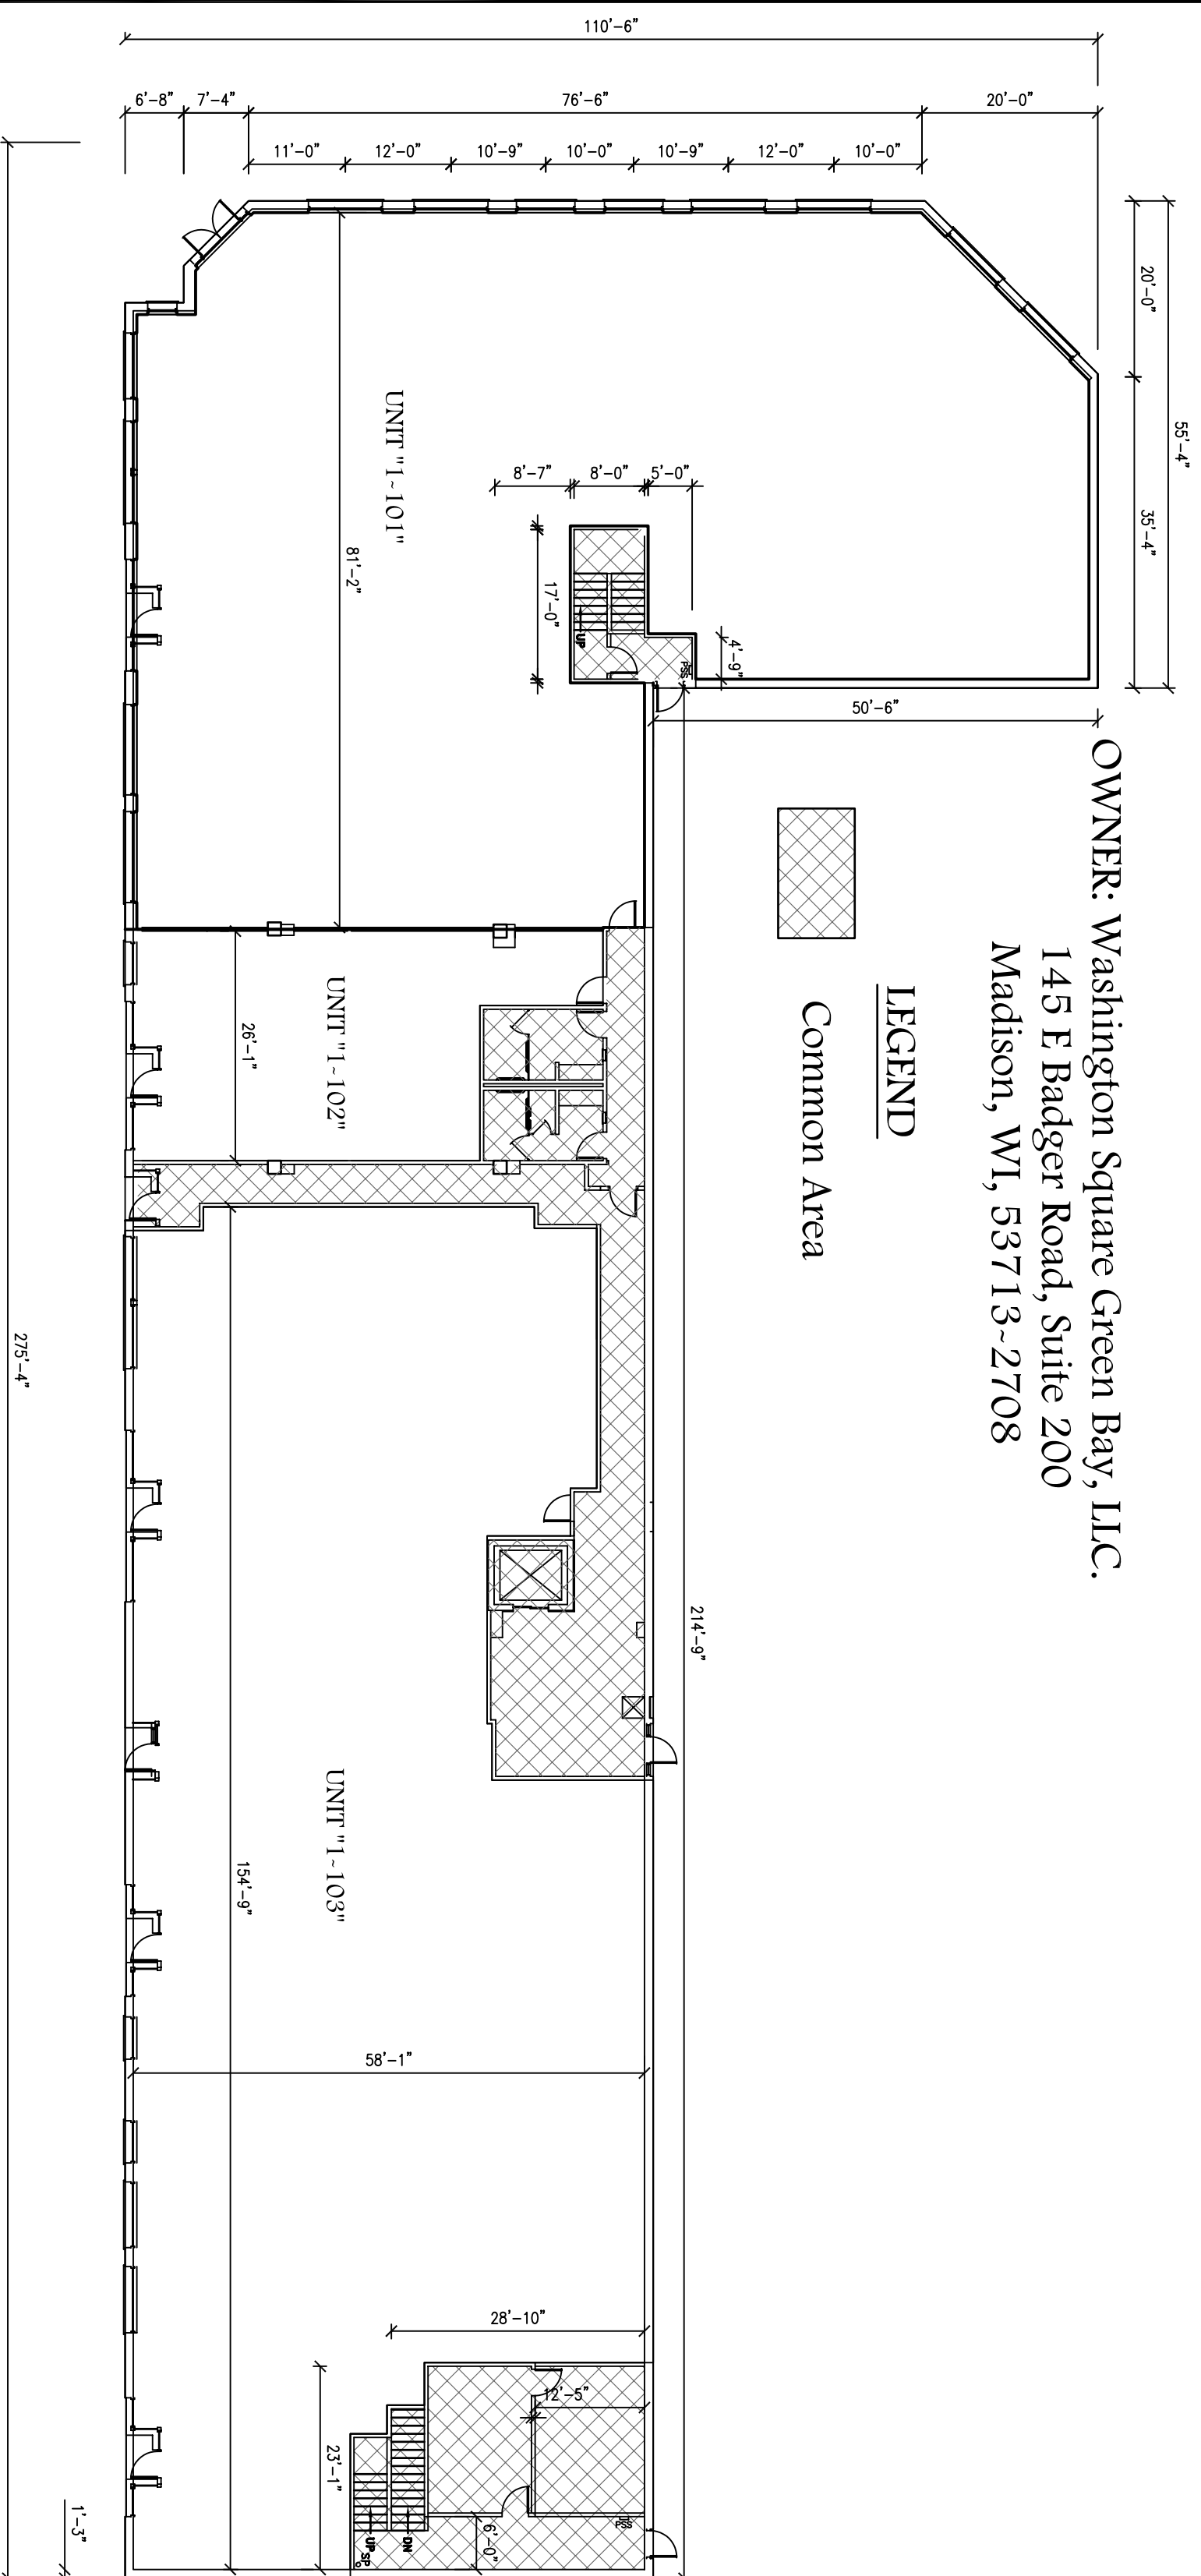 110'-6"
6'-8"
7'-4"
76'-6"
20'-0"
11'-0"
12'-0"
10'-9"
10'-0"
10'-9"
12'-0"
10'-0"
20'-0"
55'-4"
35'-4"
UNIT "1~101"
8'-7"
8'-0"
5'-0"
81'-2"
17'-0"
UP
4'-9"
PSS
50'-6"
OWNER: Washington Square Green Bay, LLC.
145 E Badger Road, Suite 200
Madison, WI, 53713~2708
LEGEND
Common Area
UNIT "1~102"
26'-1"
275'-4"
214'-9"
UNIT "1~103"
154'-9"
58'-1"
28'-10"
12'-5"
23'-1"
6'-0"
PSS
DN
UP
SP
1'-3"